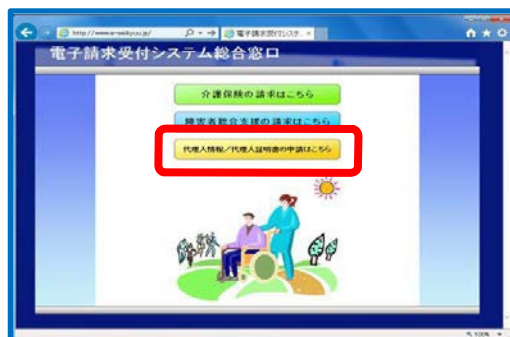 http://www.e-seikyuu.jp/
電子請求受付システ...
電子請求受付システム総合窓口
介護保険の請求はこちら
障害者総合支援の請求はこちら
代理人情報/代理人証明書の申請はこちら
100%